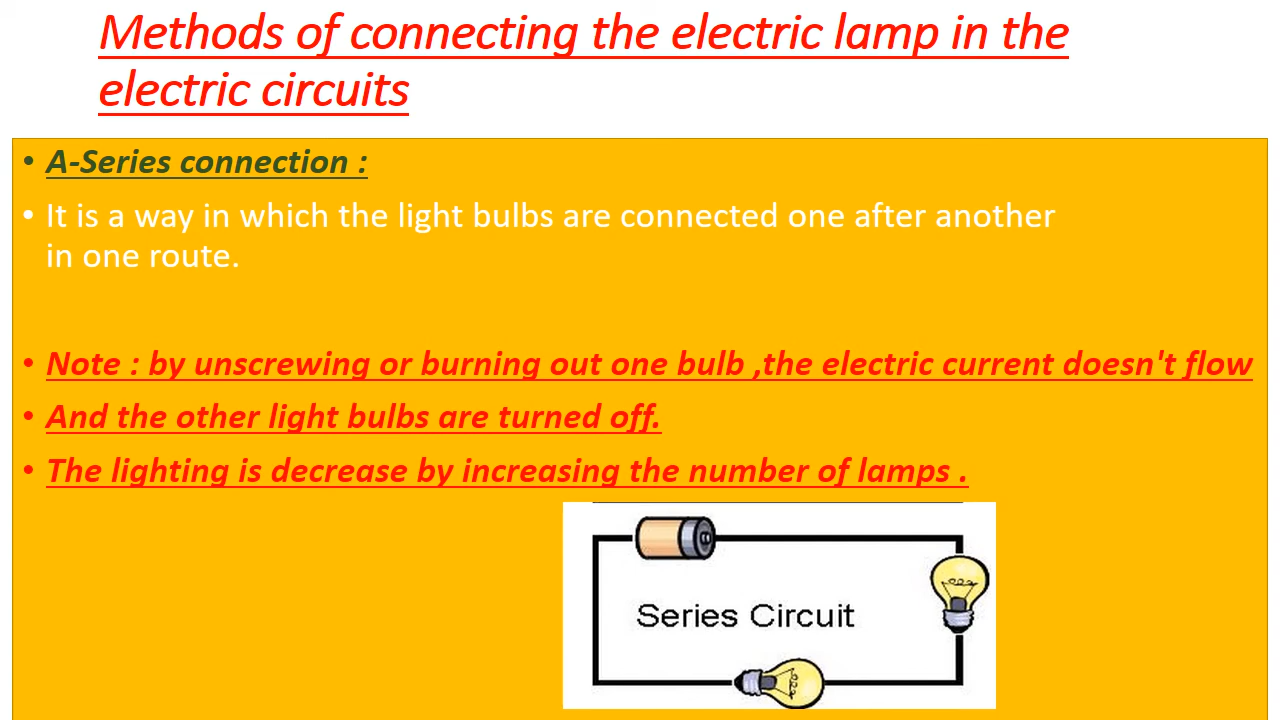 Methods of connecting the electric lamp in the
electric circuits
• A-Series connection :
• It is a way in which the light bulbs are connected one after another
in one route.
• Note : by unscrewing or burning out one bulb ,the electric current doesn't flow
• And the other light bulbs are turned off.
• The lighting is decrease by increasing the number of lamps .
Series Circuit